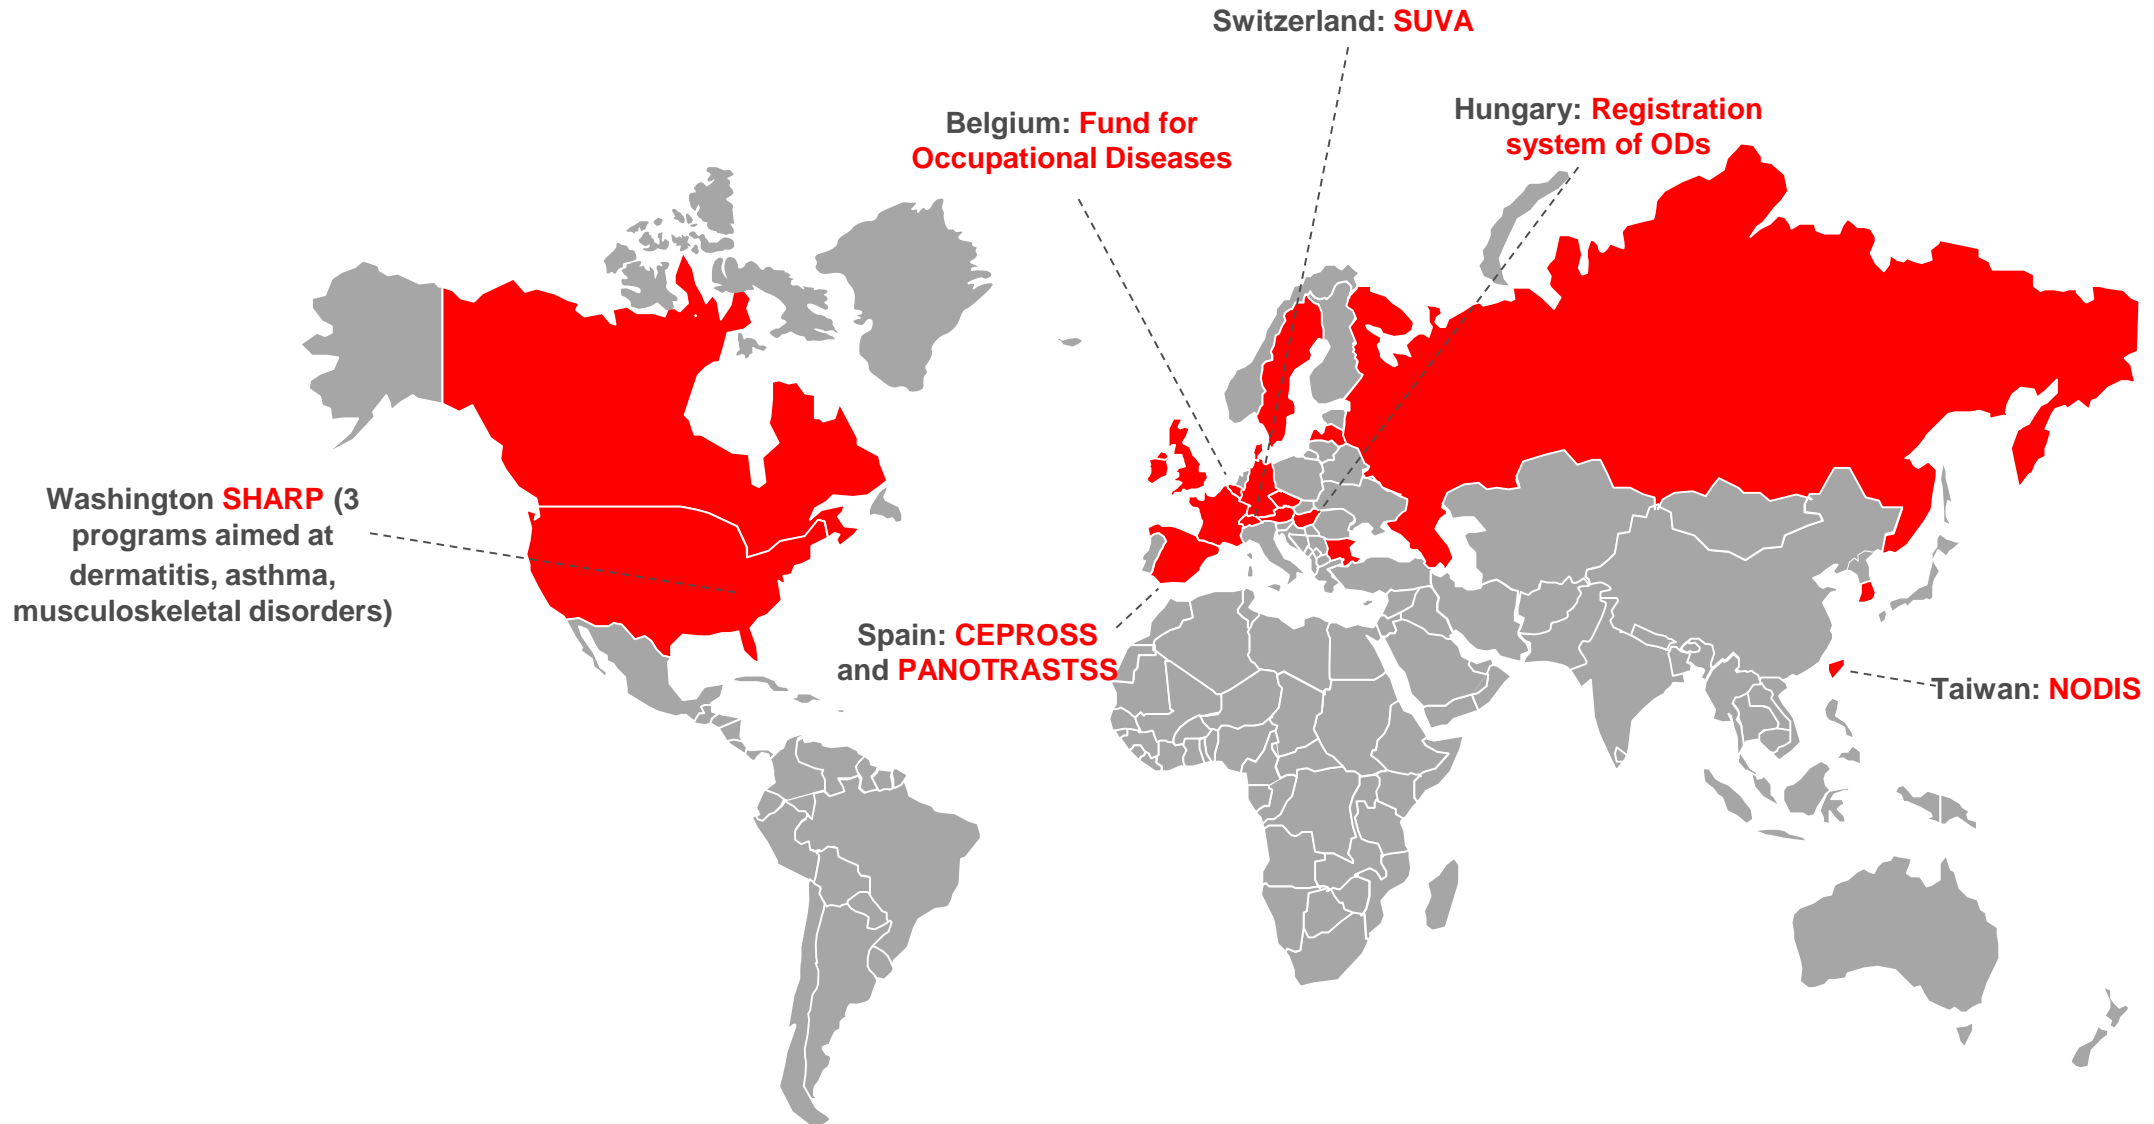 Switzerland: SUVA
Belgium: Fund for
Occupational Diseases
Hungary: Registration
system of ODs
Washington SHARP (3
programs aimed at
dermatitis, asthma,
musculoskeletal disorders)
Spain: CEPROSS
and PANOTRASTSS
Taiwan: NODIS